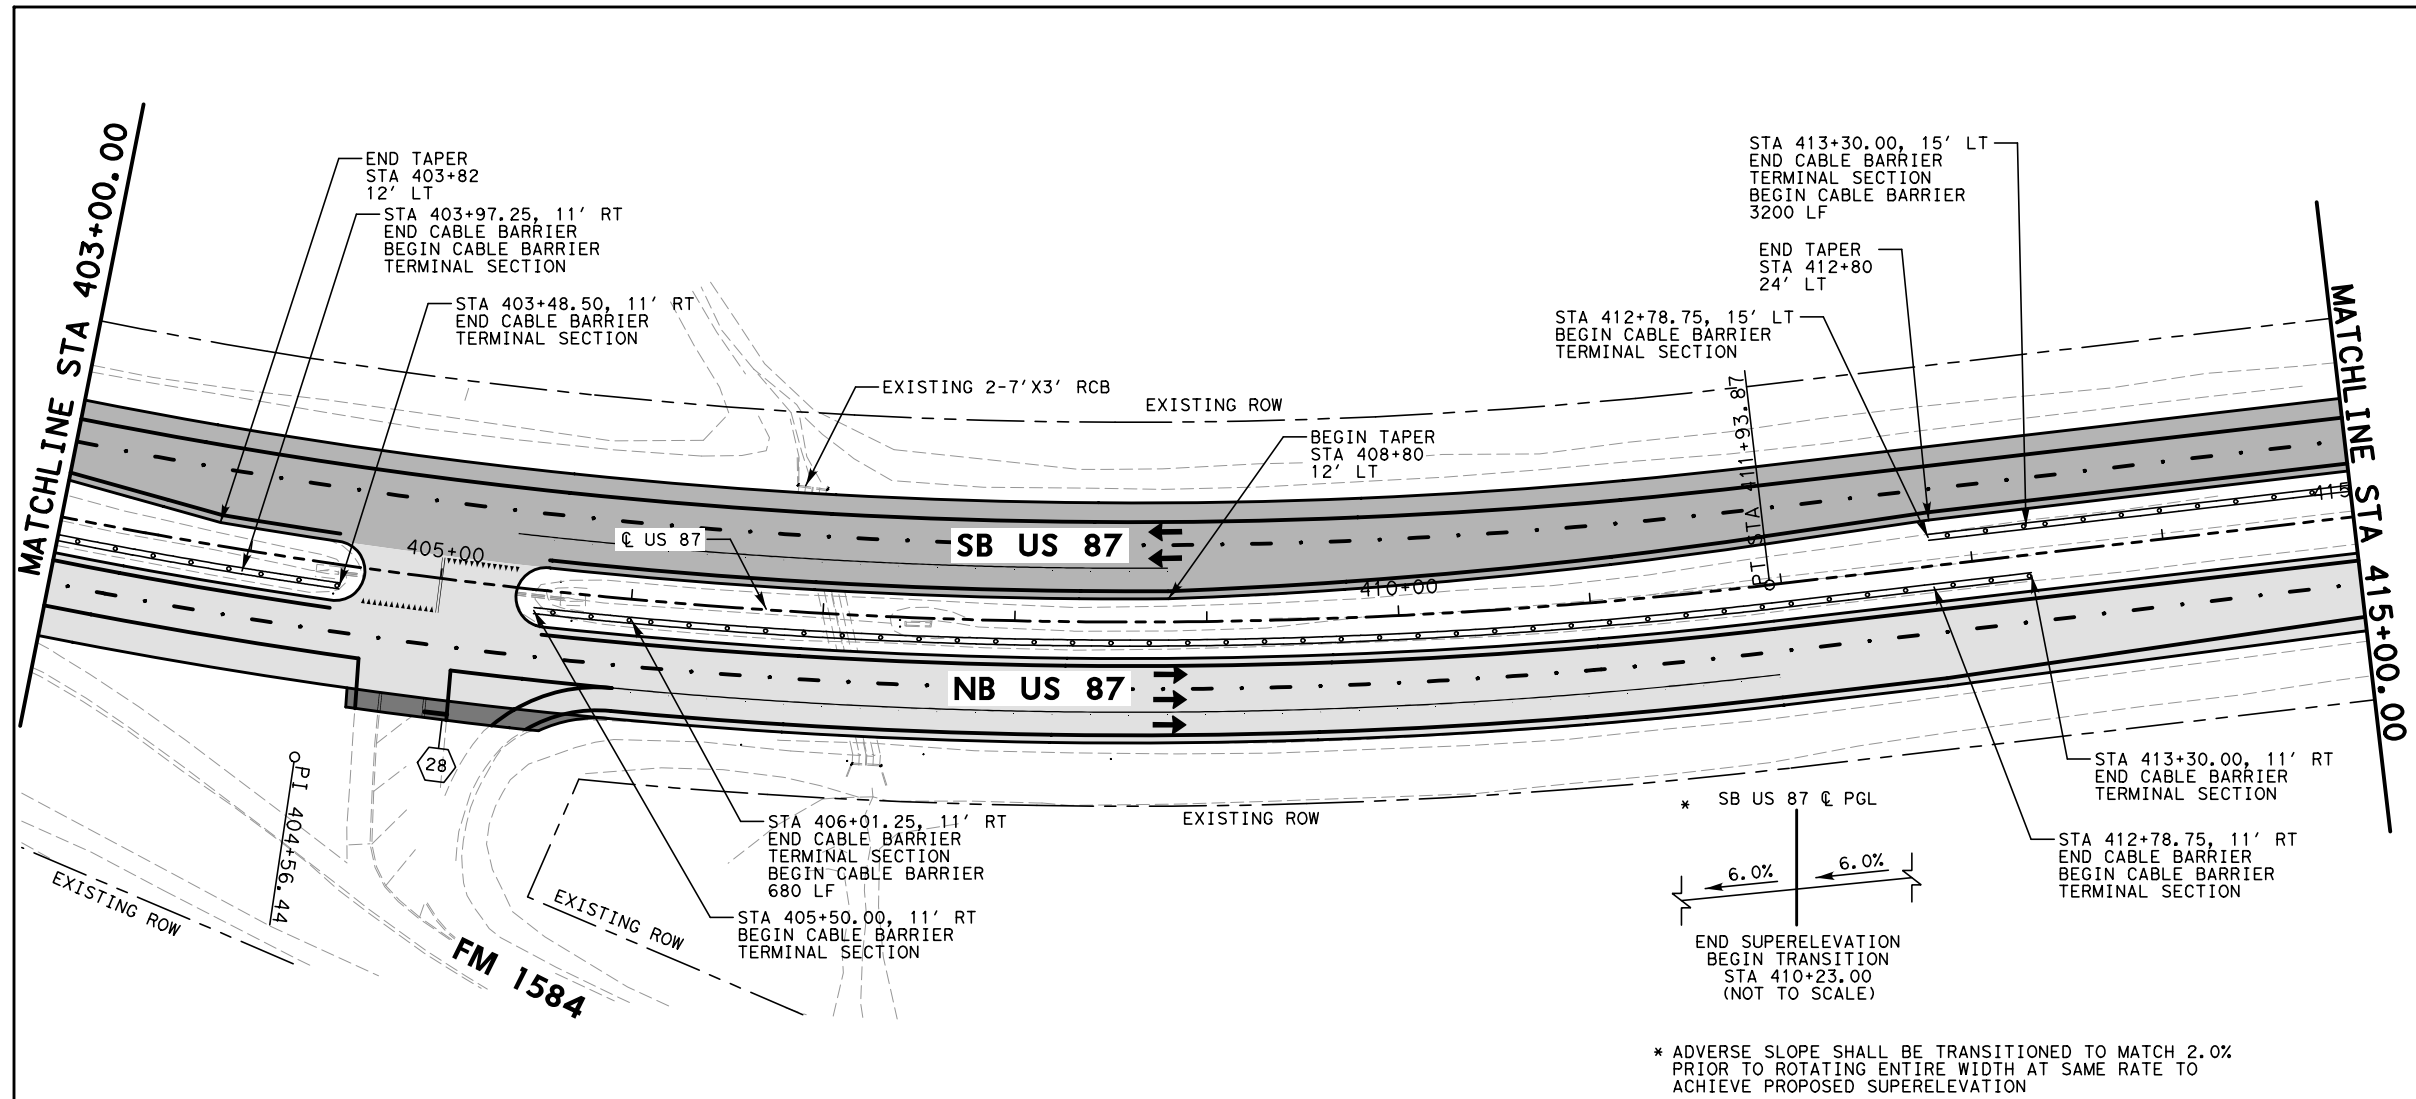 MATCHLINE STA 403+00.00
END TAPER
STA 403+82
12' LT
STA 403+97.25, 11' RT
END CABLE BARRIER
BEGIN CABLE BARRIER
TERMINAL SECTION
STA 403+48.50, 11' RT
END CABLE BARRIER
TERMINAL SECTION
EXISTING 2-7'X3' RCB
EXISTING ROW
BEGIN TAPER
STA 408+80
12' LT
STA 413+30.00, 15' LT
END CABLE BARRIER
TERMINAL SECTION
BEGIN CABLE BARRIER
3200 LF
END TAPER
STA 412+80
24' LT
STA 412+78.75, 15' LT
BEGIN CABLE BARRIER
TERMINAL SECTION
PT STA 411+93.87
MATCHLINE STA 415+00.00
415
405+00
℄ US 87
SB US 87
410+00
NB US 87
28
PI 404+56.44
EXISTING ROW
FM 1584
EXISTING ROW
STA 406+01.25, 11' RT
END CABLE BARRIER
TERMINAL SECTION
BEGIN CABLE BARRIER
680 LF
STA 405+50.00, 11' RT
BEGIN CABLE BARRIER
TERMINAL SECTION
EXISTING ROW
STA 413+30.00, 11' RT
END CABLE BARRIER
TERMINAL SECTION
STA 412+78.75, 11' RT
END CABLE BARRIER
BEGIN CABLE BARRIER
TERMINAL SECTION
* SB US 87 ℄ PGL
6.0% 6.0%
END SUPERELEVATION
BEGIN TRANSITION
STA 410+23.00
(NOT TO SCALE)
* ADVERSE SLOPE SHALL BE TRANSITIONED TO MATCH 2.0%
PRIOR TO ROTATING ENTIRE WIDTH AT SAME RATE TO
ACHIEVE PROPOSED SUPERELEVATION